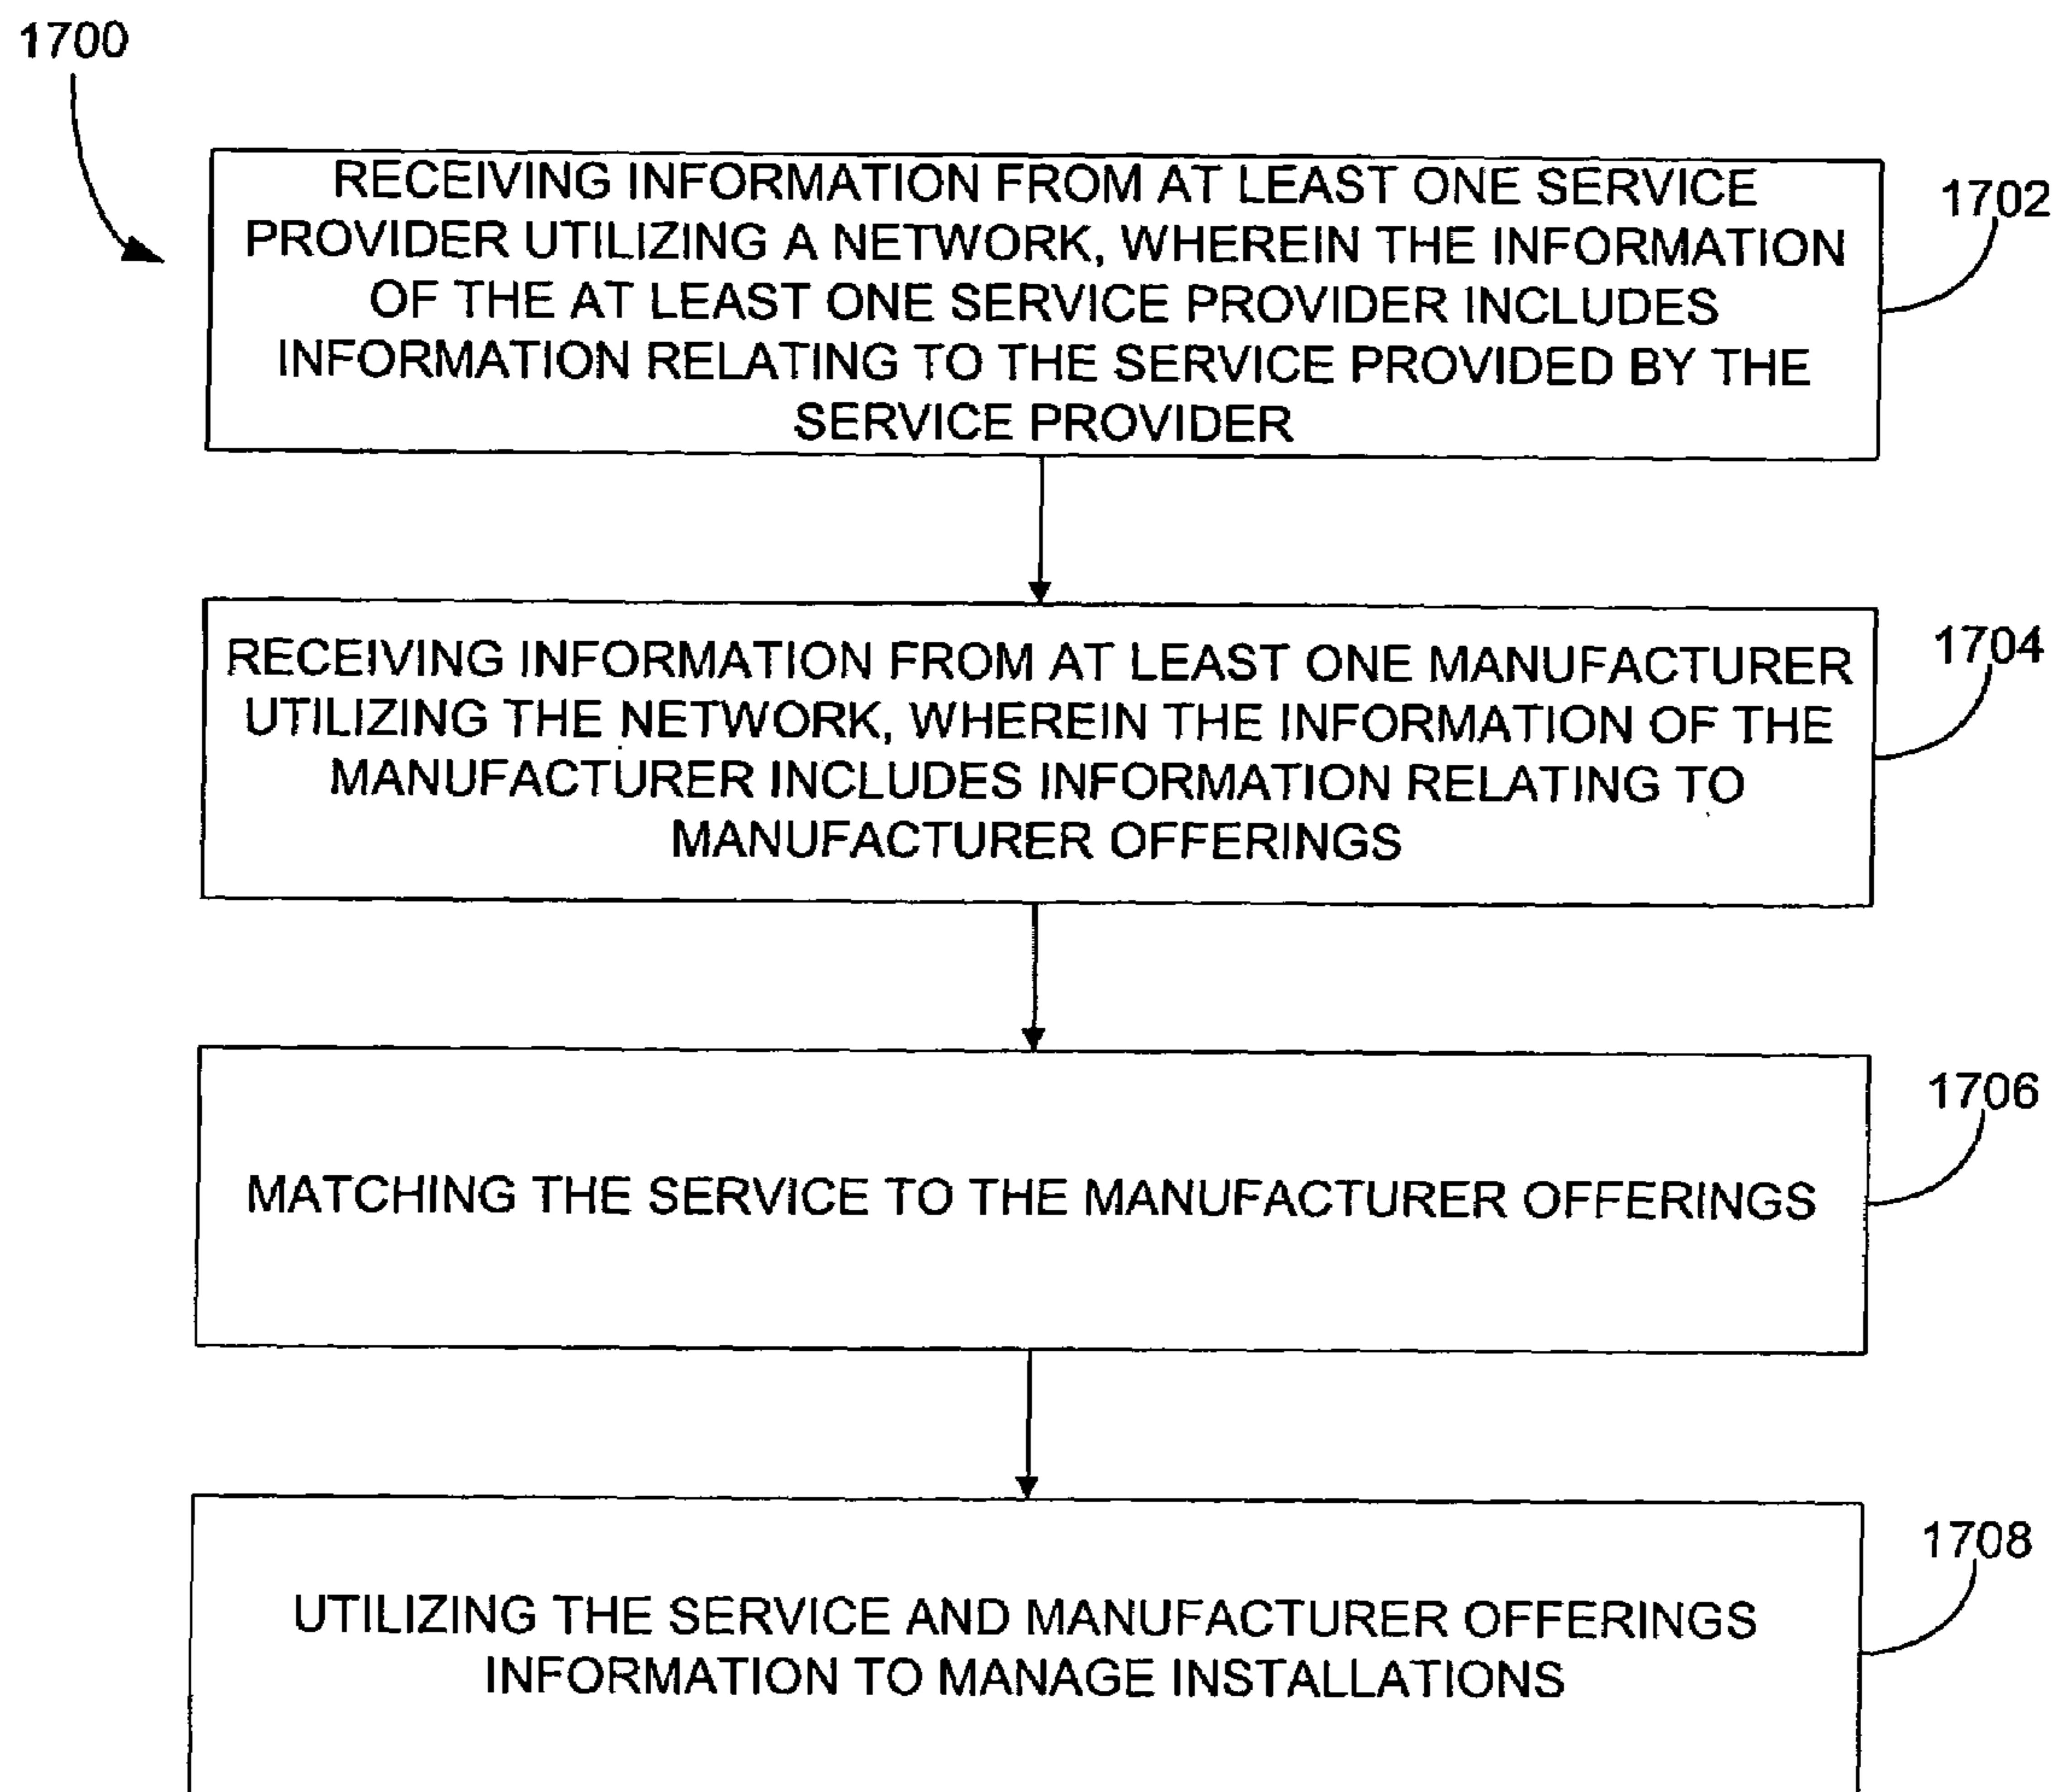 1700
RECEIVING INFORMATION FROM AT LEAST ONE SERVICE
PROVIDER UTILIZING A NETWORK, WHEREIN THE INFORMATION
OF THE AT LEAST ONE SERVICE PROVIDER INCLUDES
INFORMATION RELATING TO THE SERVICE PROVIDED BY THE
SERVICE PROVIDER
1702
RECEIVING INFORMATION FROM AT LEAST ONE MANUFACTURER
UTILIZING THE NETWORK, WHEREIN THE INFORMATION OF THE
MANUFACTURER INCLUDES INFORMATION RELATING TO
MANUFACTURER OFFERINGS
1704
MATCHING THE SERVICE TO THE MANUFACTURER OFFERINGS
1706
UTILIZING THE SERVICE AND MANUFACTURER OFFERINGS
INFORMATION TO MANAGE INSTALLATIONS
1708